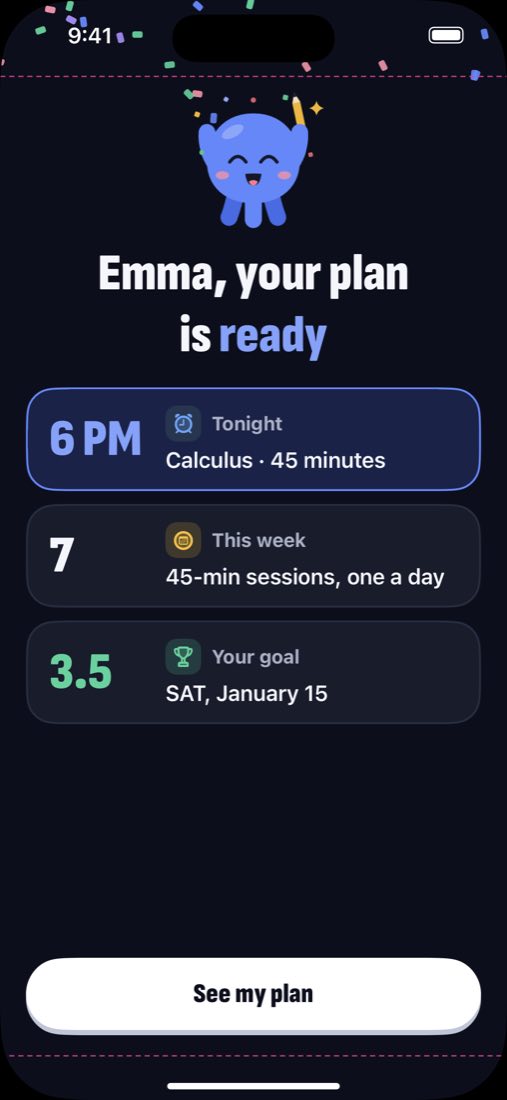 9:41
Emma, your plan
is ready
6 PM
Tonight
Calculus · 45 minutes
7
This week
45-min sessions, one a day
3.5
Your goal
SAT, January 15
See my plan